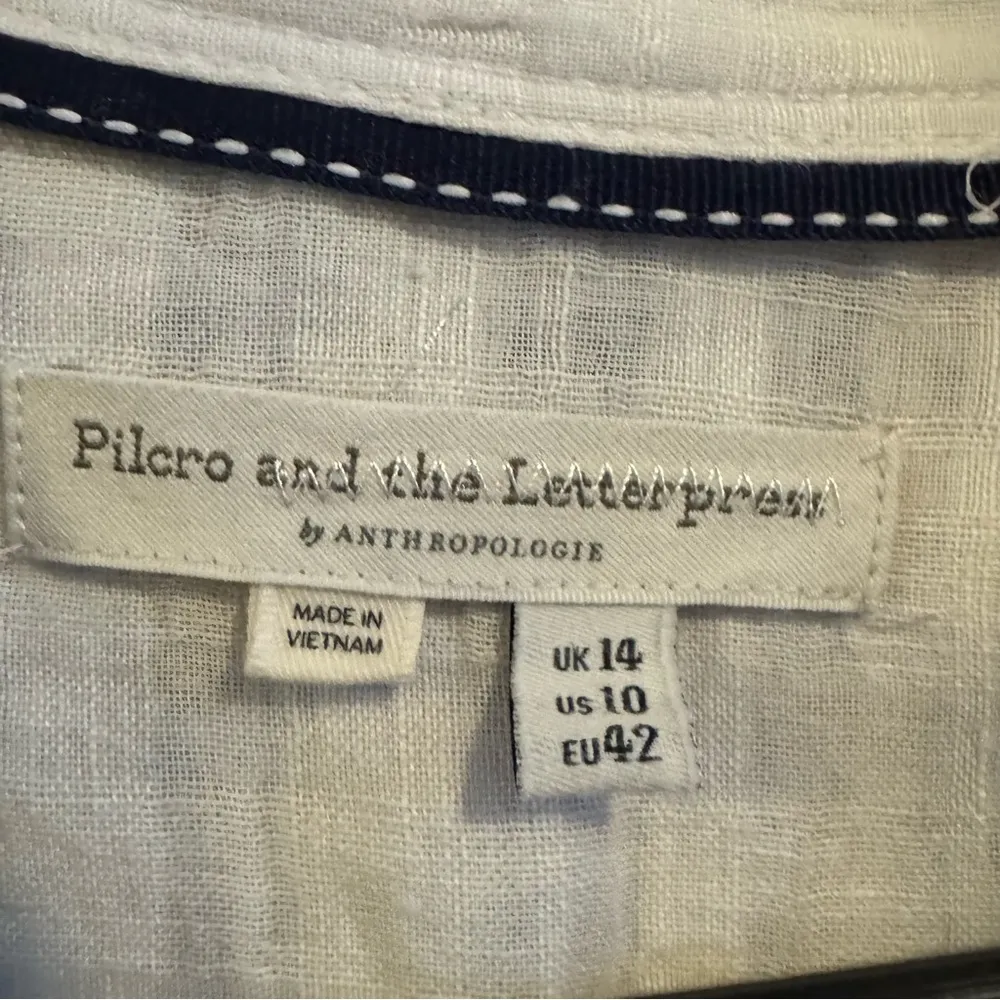 Pilcro and the Letterpress
by ANTHROPOLOGIE
MADE IN
VIETNAM
UK 14
US 10
EU 42